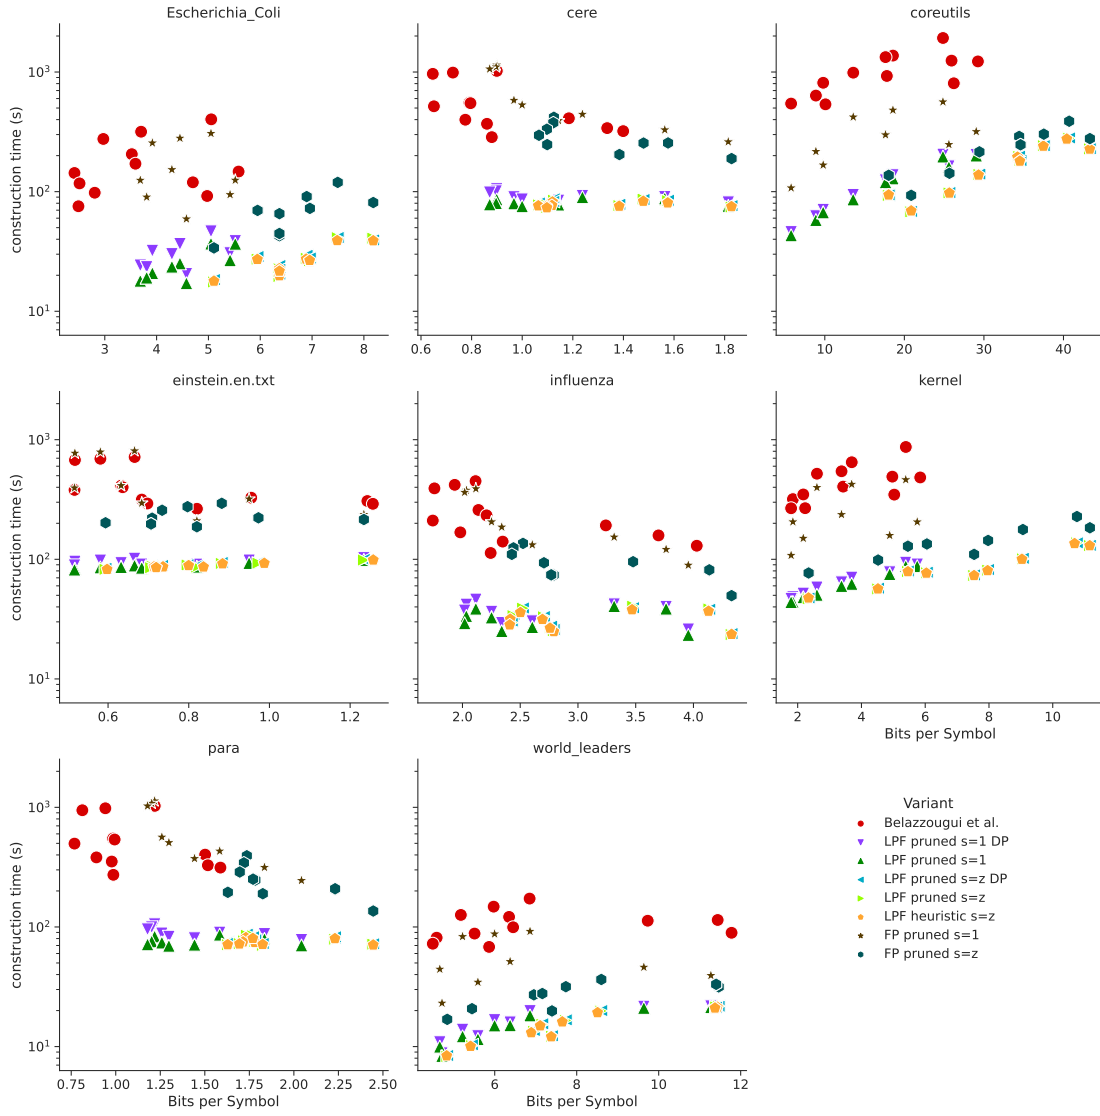 Escherichia_Coli
cere
coreutils
construction time (s)
10³
10²
10¹
3 4 5 6 7 8
0.6 0.8 1.0 1.2 1.4 1.6 1.8
10 20 30 40
einstein.en.txt
influenza
kernel
construction time (s)
10³
10²
10¹
0.6 0.8 1.0 1.2
2.0 2.5 3.0 3.5 4.0
2 4 6 8 10
Bits per Symbol
para
world_leaders
construction time (s)
10³
10²
10¹
0.75 1.00 1.25 1.50 1.75 2.00 2.25 2.50
Bits per Symbol
6 8 10 12
Bits per Symbol
Variant
Belazzougui et al.
LPF pruned s=1 DP
LPF pruned s=1
LPF pruned s=z DP
LPF pruned s=z
LPF heuristic s=z
FP pruned s=1
FP pruned s=z